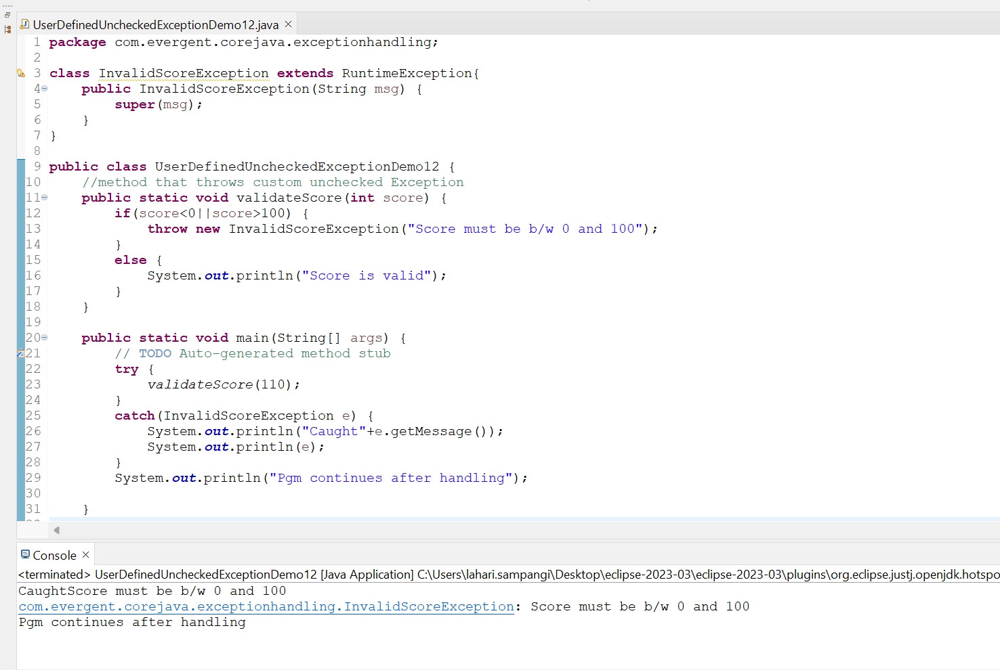 UserDefinedUncheckedExceptionDemo12.java
1 package com.evergent.corejava.exceptionhandling;
2
3 class InvalidScoreException extends RuntimeException{
4     public InvalidScoreException(String msg) {
5         super(msg);
6     }
7 }
8
9 public class UserDefinedUncheckedExceptionDemo12 {
10     //method that throws custom unchecked Exception
11     public static void validateScore(int score) {
12         if(score<0||score>100) {
13             throw new InvalidScoreException("Score must be b/w 0 and 100");
14         }
15         else {
16             System.out.println("Score is valid");
17         }
18     }
19
20     public static void main(String[] args) {
21         // TODO Auto-generated method stub
22         try {
23             validateScore(110);
24         }
25         catch(InvalidScoreException e) {
26             System.out.println("Caught"+e.getMessage());
27             System.out.println(e);
28         }
29         System.out.println("Pgm continues after handling");
30
31     }
Console
<terminated> UserDefinedUncheckedExceptionDemo12 [Java Application] C:\Users\lahari.sampangi\Desktop\eclipse-2023-03\eclipse-2023-03\plugins\org.eclipse.justj.openjdk.hotspo
CaughtScore must be b/w 0 and 100
com.evergent.corejava.exceptionhandling.InvalidScoreException: Score must be b/w 0 and 100
Pgm continues after handling